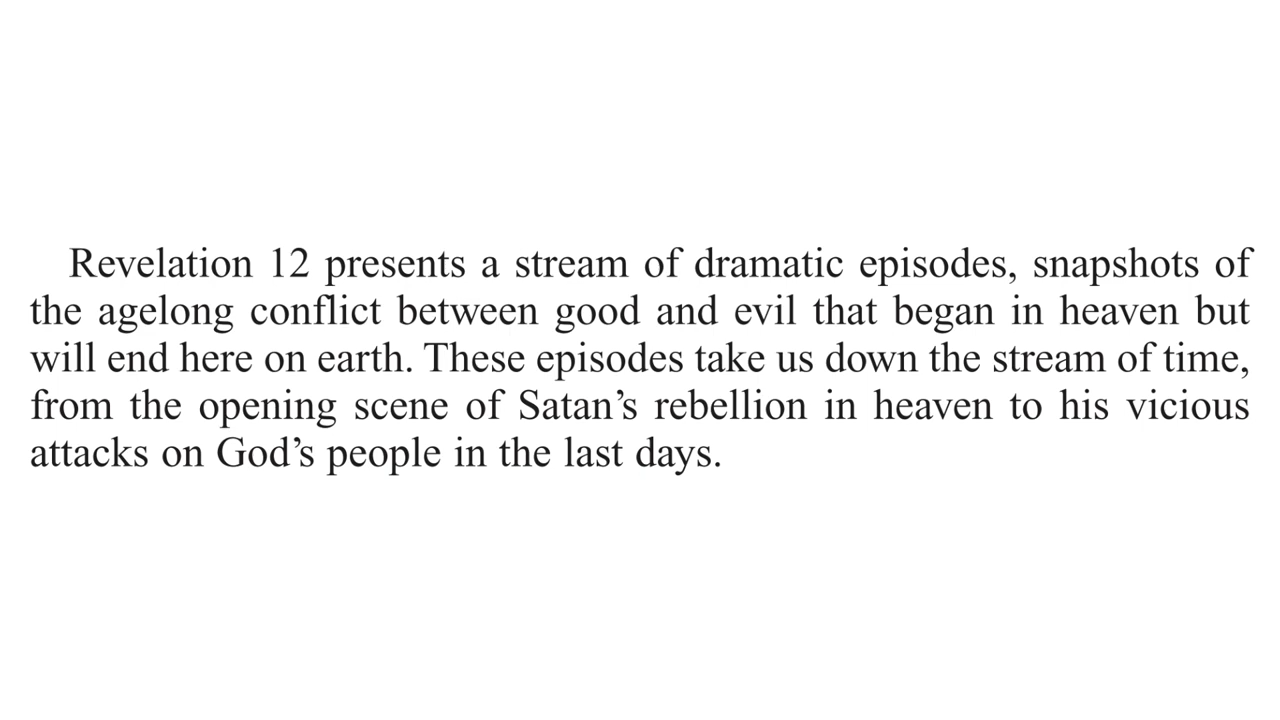 Revelation 12 presents a stream of dramatic episodes, snapshots of
the agelong conflict between good and evil that began in heaven but
will end here on earth. These episodes take us down the stream of time,
from the opening scene of Satan’s rebellion in heaven to his vicious
attacks on God’s people in the last days.